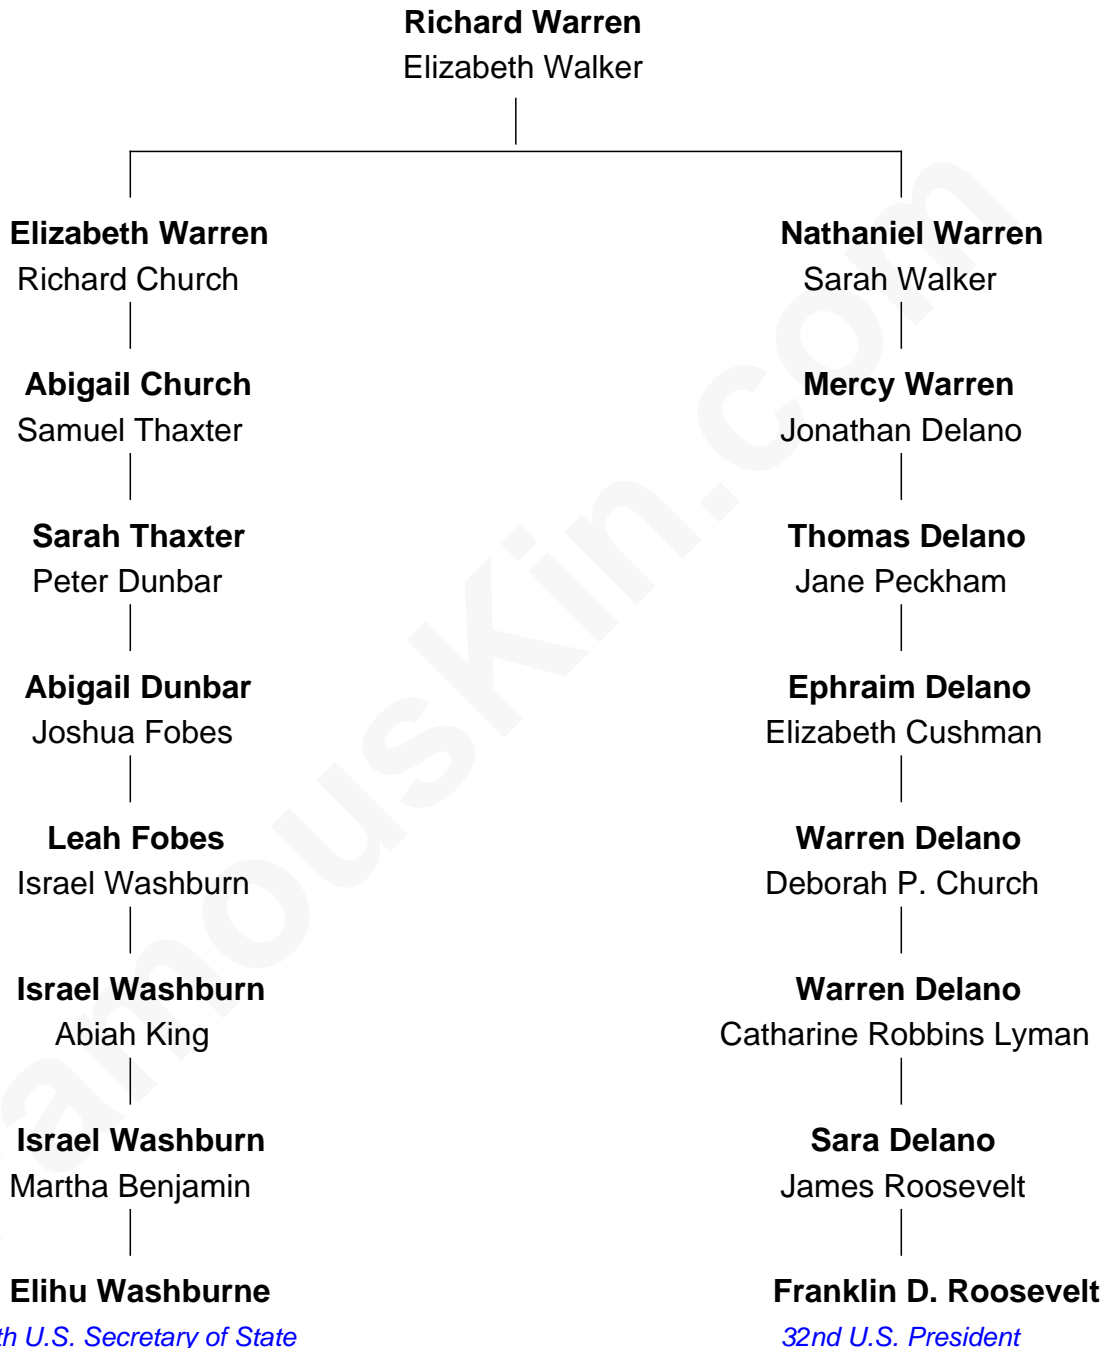 Richard Warren
Elizabeth Walker
Elizabeth Warren
Richard Church
Nathaniel Warren
Sarah Walker
Abigail Church
Samuel Thaxter
Mercy Warren
Jonathan Delano
Sarah Thaxter
Peter Dunbar
Thomas Delano
Jane Peckham
Abigail Dunbar
Joshua Fobes
Ephraim Delano
Elizabeth Cushman
Leah Fobes
Israel Washburn
Warren Delano
Deborah P. Church
Israel Washburn
Abiah King
Warren Delano
Catharine Robbins Lyman
Israel Washburn
Martha Benjamin
Sara Delano
James Roosevelt
Elihu Washburne
th U.S. Secretary of State
Franklin D. Roosevelt
32nd U.S. President
amouskin.com